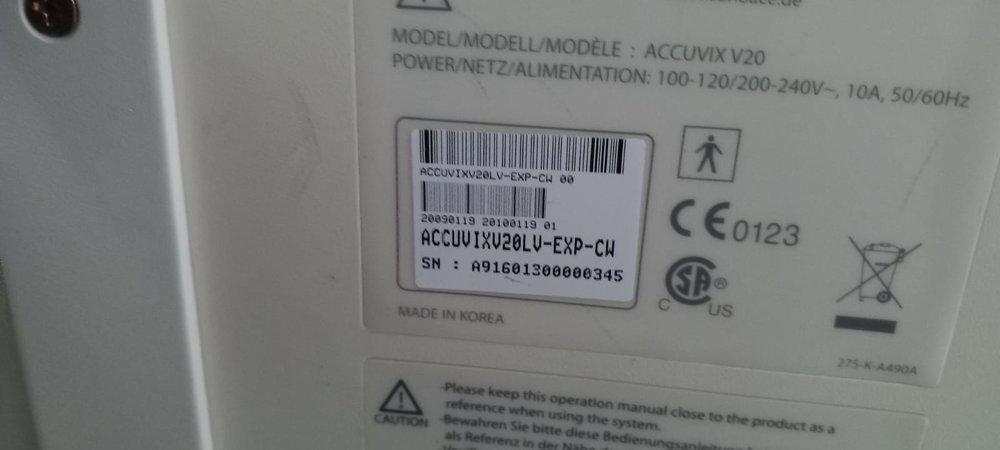 MODEL/MODELL/MODÈLE : ACCUVIX V20
POWER/NETZ/ALIMENTATION: 100-120/200-240V~, 10A, 50/60Hz
ACCUVIXV20LV-EXP-CW 00
20090119 20100119 01
ACCUVIXV20LV-EXP-CW
SN : A91601300000345
CE 0123
C SA® US
MADE IN KOREA
275-K-A490A
CAUTION
-Please keep this operation manual close to the product as a
reference when using the system.
-Bewahren Sie bitte diese Bedienungsanleitung
als Referenz in der Nähe